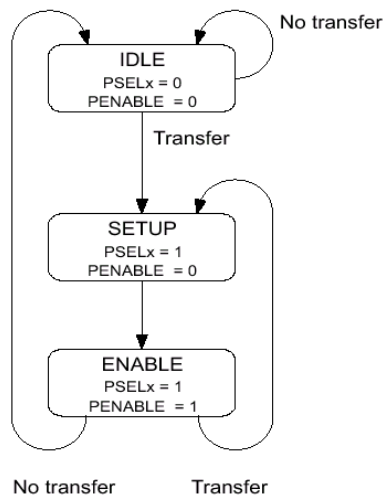 No transfer
IDLE
PSELx = 0
PENABLE = 0
Transfer
SETUP
PSELx = 1
PENABLE = 0
ENABLE
PSELx = 1
PENABLE = 1
No transfer
Transfer